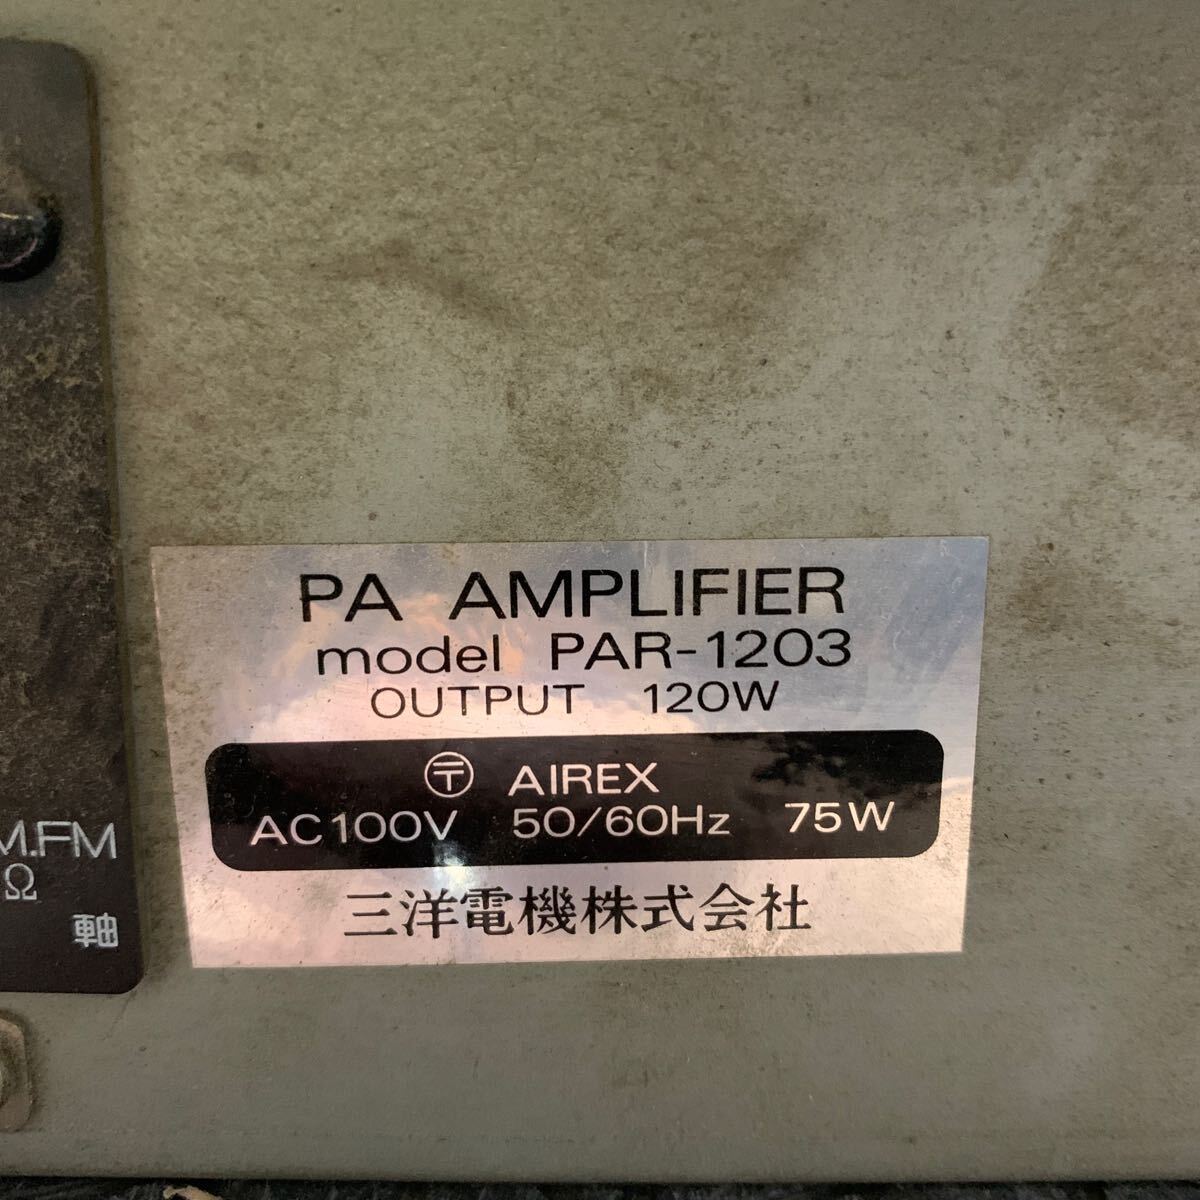 PA AMPLIFIER
model PAR-1203
OUTPUT 120W
〒 AIREX
AC100V 50/60Hz 75W
三洋電機株式会社
M.FM
Ω
軸